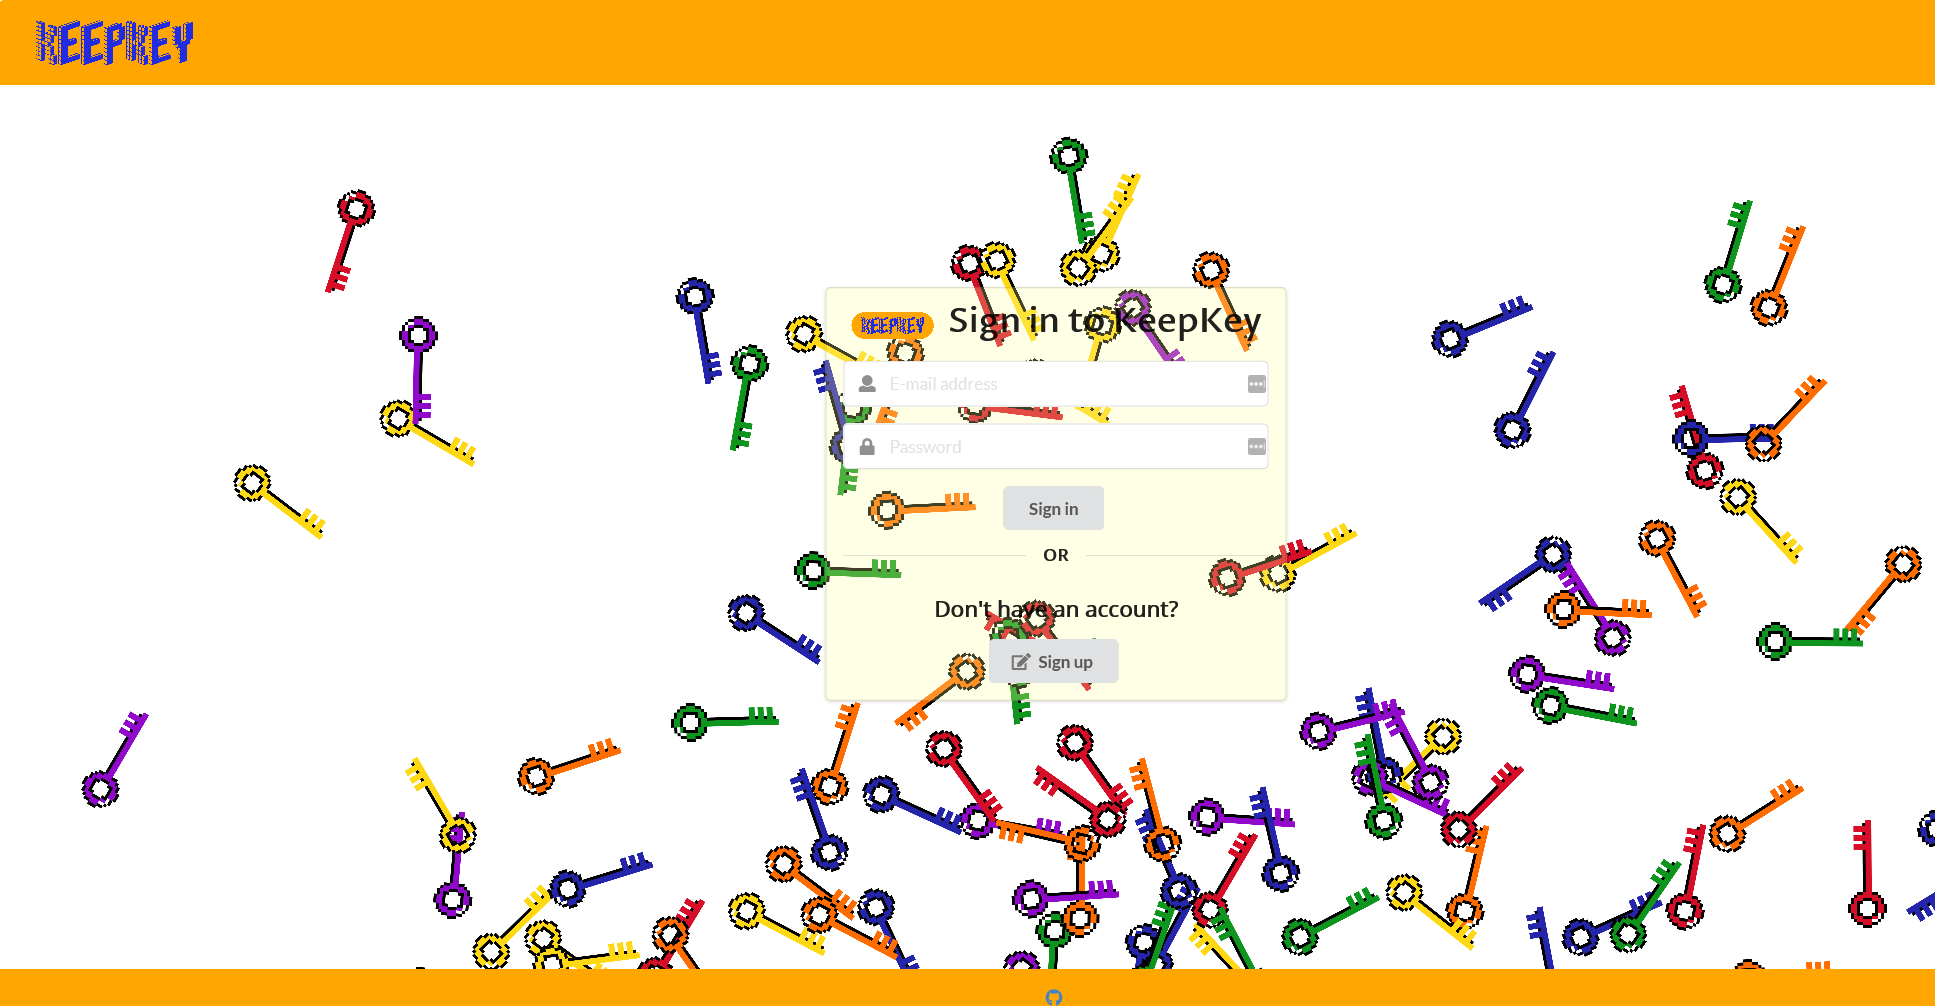 KEEPKEY
KEEPKEY Sign in to KeepKey
E-mail address
Password
Sign in
OR
Don't have an account?
Sign up